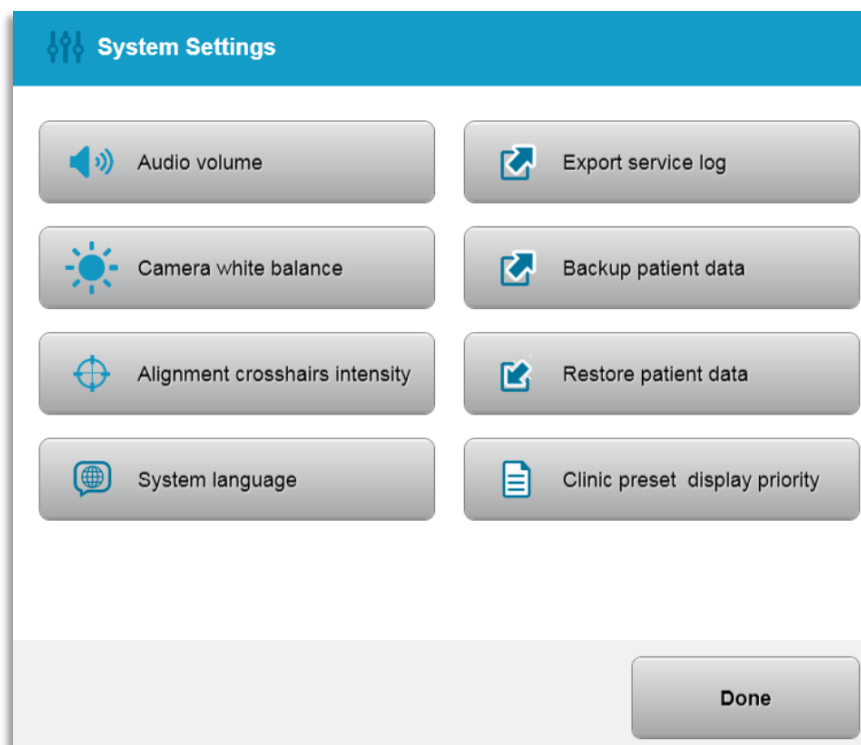 System Settings
Audio volume
Export service log
Camera white balance
Backup patient data
Alignment crosshairs intensity
Restore patient data
System language
Clinic preset display priority
Done